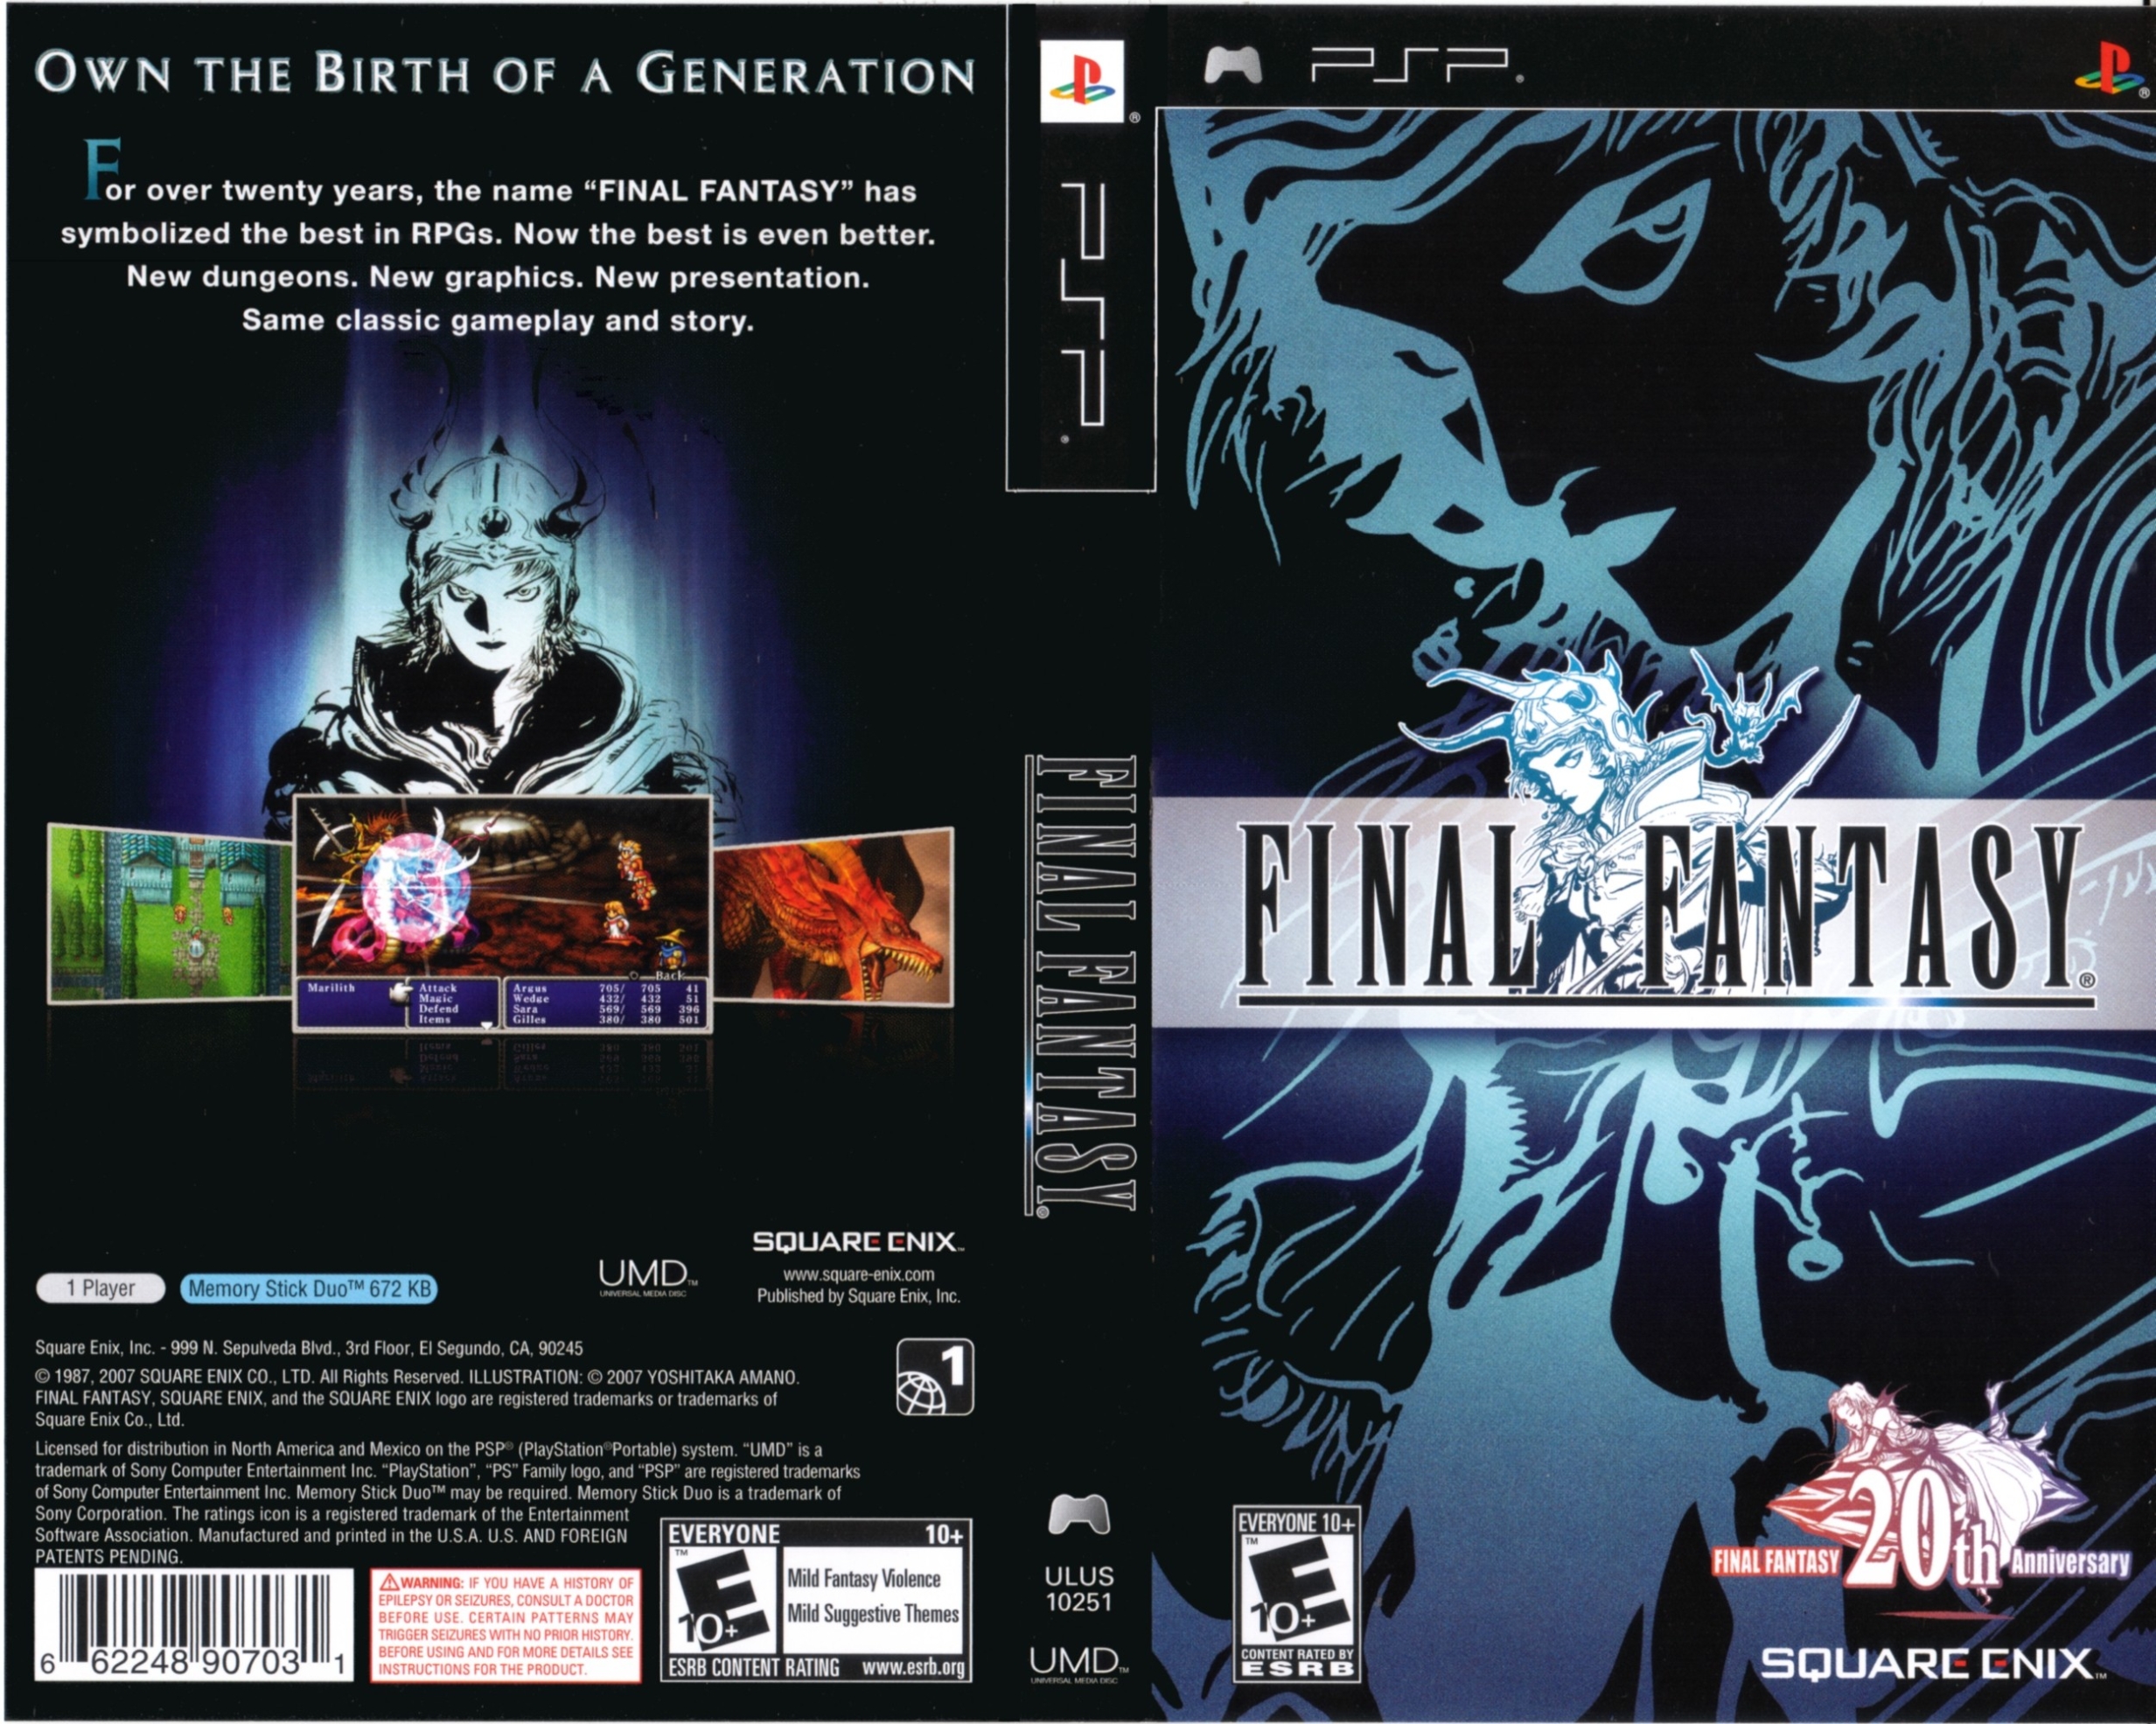 OWN THE BIRTH OF A GENERATION
For over twenty years, the name “FINAL FANTASY” has
symbolized the best in RPGs. Now the best is even better.
New dungeons. New graphics. New presentation.
Same classic gameplay and story.
Back
Marilith
Attack
Magic
Defend
Items
Argus 705/ 705 41
Wedge 432/ 432 51
Sara 569/ 569 396
Gilles 380/ 380 501
1 Player
Memory Stick Duo™ 672 KB
UMD™
UNIVERSAL MEDIA DISC
SQUARE ENIX™
www.square-enix.com
Published by Square Enix, Inc.
Square Enix, Inc. - 999 N. Sepulveda Blvd., 3rd Floor, El Segundo, CA, 90245
© 1987, 2007 SQUARE ENIX CO., LTD. All Rights Reserved. ILLUSTRATION: © 2007 YOSHITAKA AMANO.
FINAL FANTASY, SQUARE ENIX, and the SQUARE ENIX logo are registered trademarks or trademarks of
Square Enix Co., Ltd.
1
Licensed for distribution in North America and Mexico on the PSP® (PlayStation®Portable) system. “UMD” is a
trademark of Sony Computer Entertainment Inc. “PlayStation”, “PS” Family logo, and “PSP” are registered trademarks
of Sony Computer Entertainment Inc. Memory Stick Duo™ may be required. Memory Stick Duo is a trademark of
Sony Corporation. The ratings icon is a registered trademark of the Entertainment
Software Association. Manufactured and printed in the U.S.A. U.S. AND FOREIGN
PATENTS PENDING.
6 62248 90703 1
WARNING: IF YOU HAVE A HISTORY OF
EPILEPSY OR SEIZURES, CONSULT A DOCTOR
BEFORE USE. CERTAIN PATTERNS MAY
TRIGGER SEIZURES WITH NO PRIOR HISTORY.
BEFORE USING AND FOR MORE DETAILS SEE
INSTRUCTIONS FOR THE PRODUCT.
EVERYONE 10+
™
E
10+
Mild Fantasy Violence
Mild Suggestive Themes
ESRB CONTENT RATING www.esrb.org
®
PSP®
FINAL FANTASY®
ULUS
10251
UMD™
UNIVERSAL MEDIA DISC
PSP®
®
FINAL FANTASY®
EVERYONE 10+
™
E
10+
CONTENT RATED BY
ESRB
FINAL FANTASY 20th Anniversary
SQUARE ENIX™